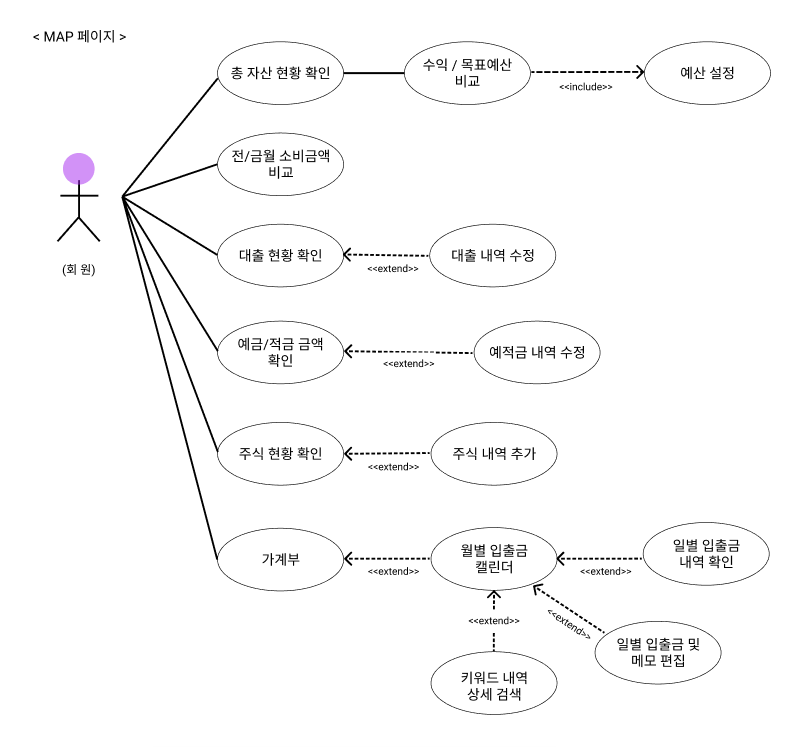 < MAP 페이지 >
총 자산 현황 확인
수익 / 목표예산
비교
<<include>>
예산 설정
전/금월 소비금액
비교
(회 원)
대출 현황 확인
<<extend>>
대출 내역 수정
예금/적금 금액
확인
<<extend>>
예적금 내역 수정
주식 현황 확인
<<extend>>
주식 내역 추가
가계부
<<extend>>
월별 입출금
캘린더
<<extend>>
일별 입출금
내역 확인
<<extend>>
<<extend>>
일별 입출금 및
메모 편집
키워드 내역
상세 검색